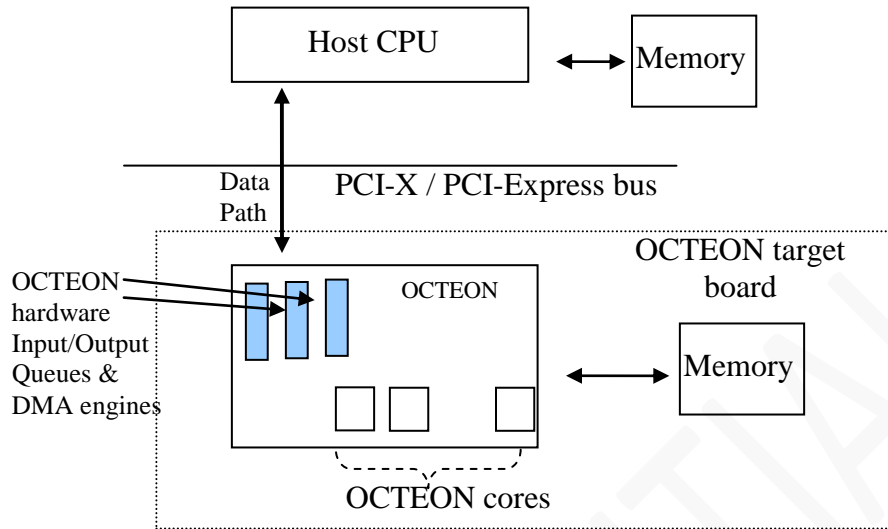 Host CPU
Memory
Data
Path
PCI-X / PCI-Express bus
OCTEON target
board
OCTEON
hardware
Input/Output
Queues &
DMA engines
OCTEON
Memory
OCTEON cores